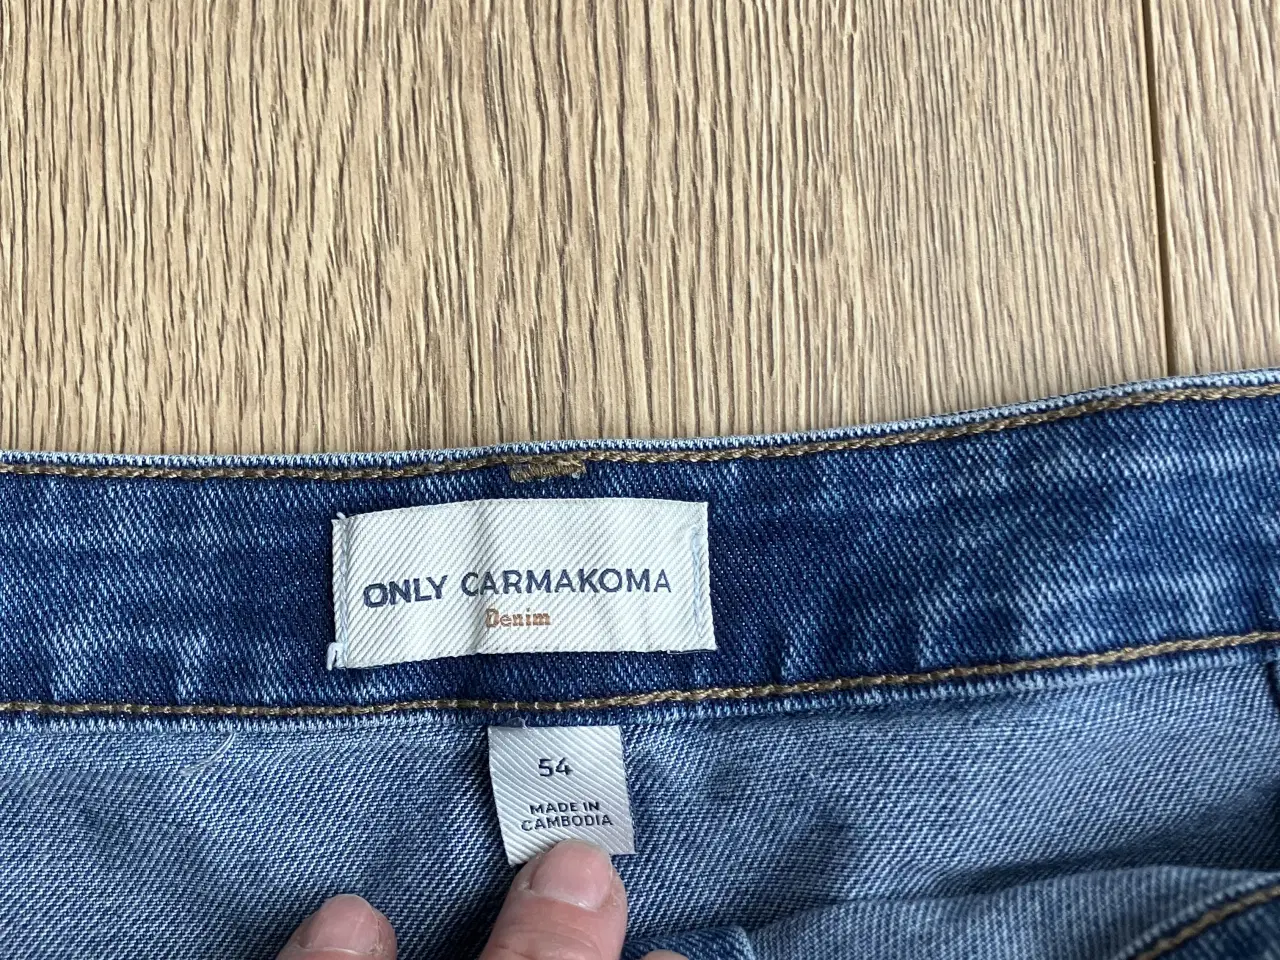 ONLY CARMAKOMA
Denim
54
MADE IN
CAMBODIA